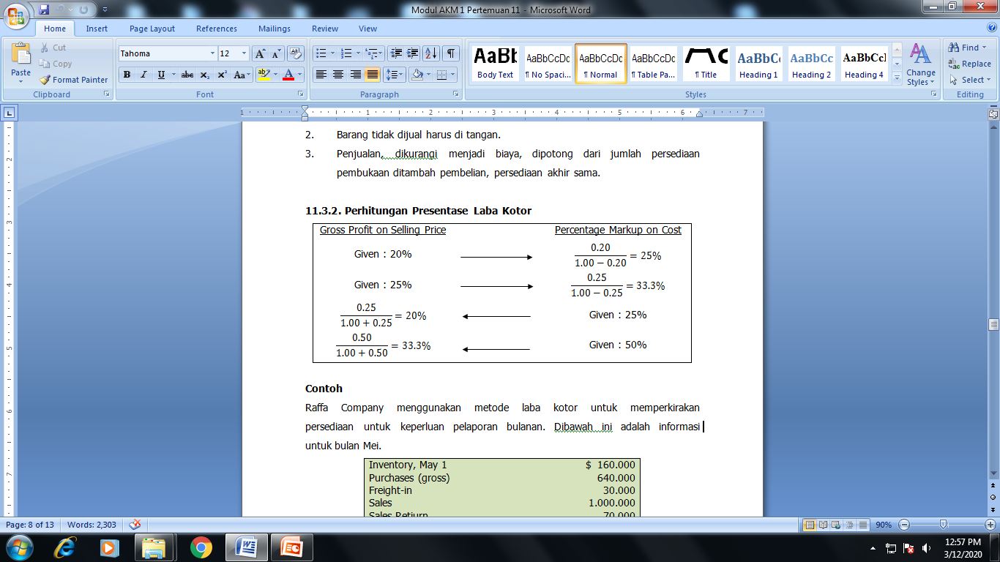 Modul AKM 1 Pertemuan 11 - Microsoft Word
Home Insert Page Layout References Mailings Review View
Paste
Cut
Copy
Format Painter
Clipboard
Tahoma 12
Font
Paragraph
AaBb AaBbCcDc AaBbCcDc AaBbCcDc AaBbCc AaBbCc AaBbCcI
Body Text ¶ No Spaci... ¶ Normal ¶ Table Pa... ¶ Title Heading 1 Heading 2 Heading 4
Change Styles
Styles
Find
Replace
Select
Editing
2. Barang tidak dijual harus di tangan.
3. Penjualan, dikurangi menjadi biaya, dipotong dari jumlah persediaan
pembukaan ditambah pembelian, persediaan akhir sama.
11.3.2. Perhitungan Presentase Laba Kotor
Gross Profit on Selling Price Percentage Markup on Cost
Given : 20% 0.20 / 1.00 − 0.20 = 25%
Given : 25% 0.25 / 1.00 − 0.25 = 33.3%
0.25 / 1.00 + 0.25 = 20% Given : 25%
0.50 / 1.00 + 0.50 = 33.3% Given : 50%
Contoh
Raffa Company menggunakan metode laba kotor untuk memperkirakan
persediaan untuk keperluan pelaporan bulanan. Dibawah ini adalah informasi
untuk bulan Mei.
Inventory, May 1 $ 160.000
Purchases (gross) 640.000
Freight-in 30.000
Sales 1.000.000
Sales Retiurn 70.000
Page: 8 of 13 Words: 2,303 90%
12:57 PM
3/12/2020